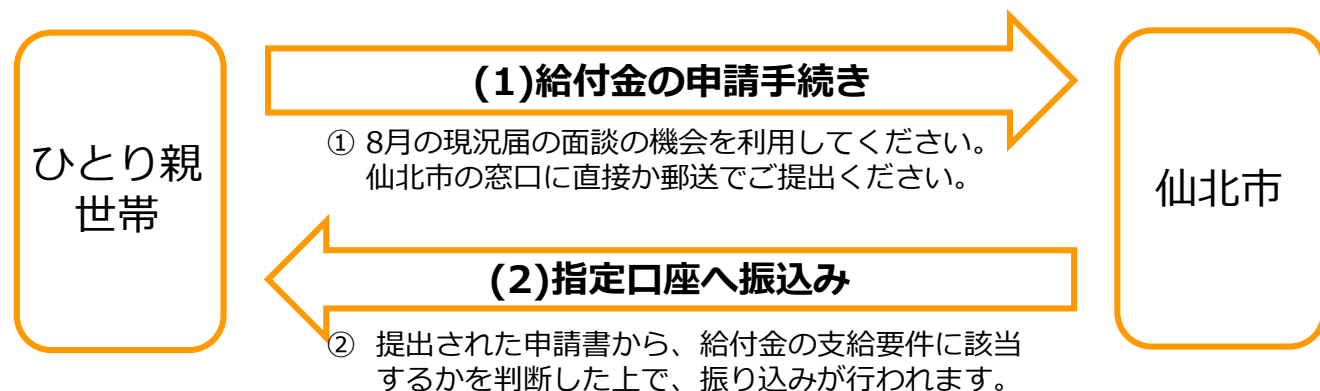 ひとり親
世帯
(1)給付金の申請手続き
① 8月の現況届の面談の機会を利用してください。
仙北市の窓口に直接か郵送でご提出ください。
仙北市
(2)指定口座へ振込み
② 提出された申請書から、給付金の支給要件に該当
するかを判断した上で、振り込みが行われます。